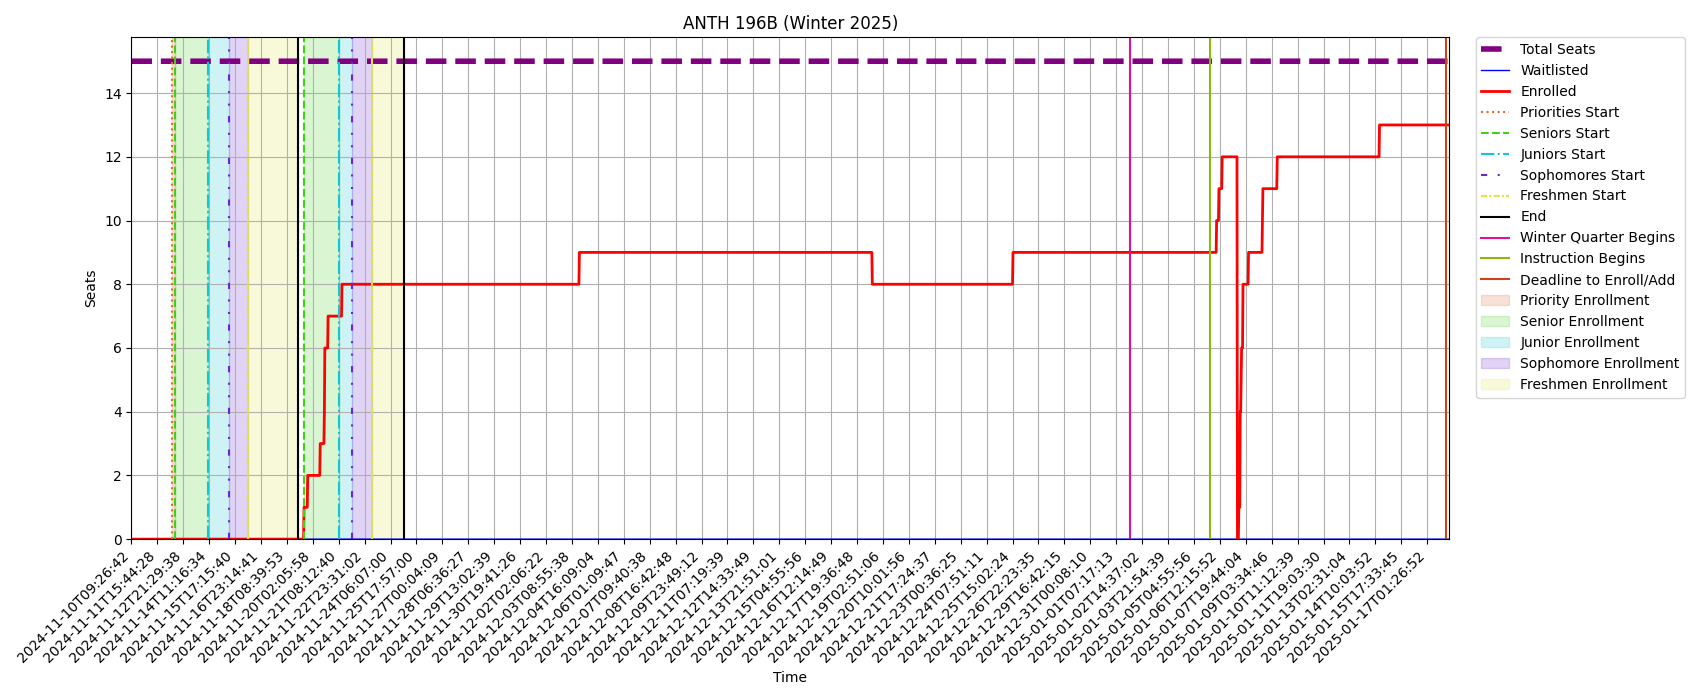 ANTH 196B (Winter 2025)
Seats
14
12
10
8
6
4
2
0
2024-11-10T09:26:42
2024-11-11T15:44:28
2024-11-12T21:29:38
2024-11-14T11:16:34
2024-11-15T17:15:40
2024-11-16T23:14:41
2024-11-18T08:39:53
2024-11-20T02:05:58
2024-11-21T08:12:40
2024-11-22T23:31:02
2024-11-24T06:07:00
2024-11-25T17:57:00
2024-11-27T00:04:09
2024-11-28T06:36:27
2024-11-29T13:02:39
2024-11-30T19:41:26
2024-12-02T02:06:22
2024-12-03T08:55:38
2024-12-04T16:09:04
2024-12-06T01:09:47
2024-12-07T09:40:38
2024-12-08T16:42:48
2024-12-09T23:49:12
2024-12-11T07:19:39
2024-12-12T14:33:49
2024-12-13T21:51:01
2024-12-15T04:55:56
2024-12-16T12:14:49
2024-12-17T19:36:48
2024-12-19T02:51:06
2024-12-20T10:01:56
2024-12-21T17:24:37
2024-12-23T00:36:25
2024-12-24T07:51:11
2024-12-25T15:02:24
2024-12-26T22:23:35
2024-12-29T16:42:15
2024-12-31T00:08:10
2025-01-01T07:17:13
2025-01-02T14:37:02
2025-01-03T21:54:39
2025-01-05T04:55:56
2025-01-06T12:15:52
2025-01-07T19:44:04
2025-01-09T03:34:46
2025-01-10T11:12:39
2025-01-11T19:03:30
2025-01-13T02:31:04
2025-01-14T10:03:52
2025-01-15T17:33:45
2025-01-17T01:26:52
Time
Total Seats
Waitlisted
Enrolled
Priorities Start
Seniors Start
Juniors Start
Sophomores Start
Freshmen Start
End
Winter Quarter Begins
Instruction Begins
Deadline to Enroll/Add
Priority Enrollment
Senior Enrollment
Junior Enrollment
Sophomore Enrollment
Freshmen Enrollment